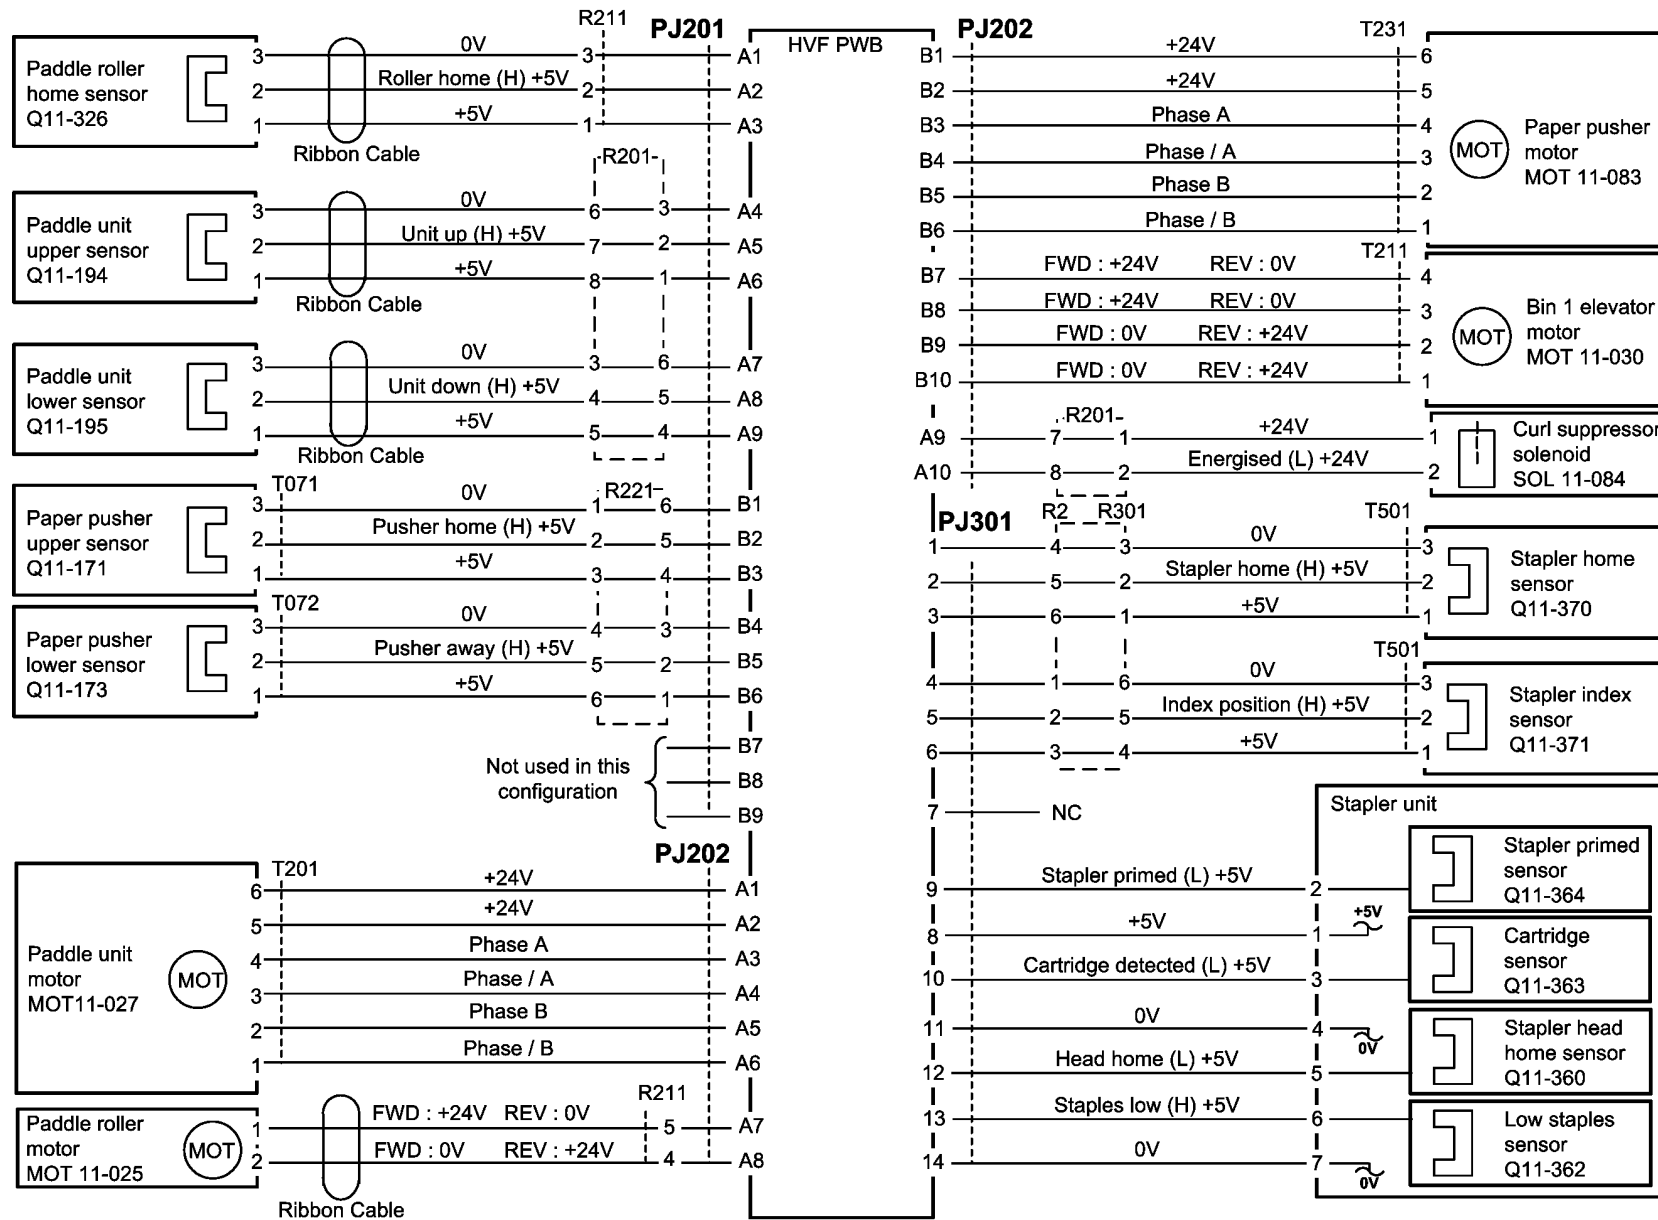 PJ201
R211
HVF PWB
Paddle roller
home sensor
Q11-326
3 0V 3 A1
2 Roller home (H) +5V 2 A2
1 +5V 1 A3
Ribbon Cable
R201
Paddle unit
upper sensor
Q11-194
3 0V 6 3 A4
2 Unit up (H) +5V 7 2 A5
1 +5V 8 1 A6
Ribbon Cable
Paddle unit
lower sensor
Q11-195
3 0V 3 6 A7
2 Unit down (H) +5V 4 5 A8
1 +5V 5 4 A9
Ribbon Cable
T071
R221
Paper pusher
upper sensor
Q11-171
3 0V 1 6 B1
2 Pusher home (H) +5V 2 5 B2
1 +5V 3 4 B3
T072
Paper pusher
lower sensor
Q11-173
3 0V 4 3 B4
2 Pusher away (H) +5V 5 2 B5
1 +5V 6 1 B6
Not used in this
configuration
B7
B8
B9
PJ202
T201
Paddle unit
motor
MOT11-027
MOT
6 +24V A1
5 +24V A2
4 Phase A A3
3 Phase / A A4
2 Phase B A5
1 Phase / B A6
R211
Paddle roller
motor
MOT 11-025
MOT
1 FWD : +24V REV : 0V 5 A7
2 FWD : 0V REV : +24V 4 A8
Ribbon Cable
PJ202
T231
B1 +24V 6
B2 +24V 5
B3 Phase A 4
B4 Phase / A 3
B5 Phase B 2
B6 Phase / B 1
MOT
Paper pusher
motor
MOT 11-083
T211
B7 FWD : +24V REV : 0V 4
B8 FWD : +24V REV : 0V 3
B9 FWD : 0V REV : +24V 2
B10 FWD : 0V REV : +24V 1
MOT
Bin 1 elevator
motor
MOT 11-030
R201
A9 7 1 +24V 1
A10 8 2 Energised (L) +24V 2
Curl suppressor
solenoid
SOL 11-084
PJ301
R2 R301
T501
1 4 3 0V 3
2 5 2 Stapler home (H) +5V 2
3 6 1 +5V 1
Stapler home
sensor
Q11-370
T501
4 1 6 0V 3
5 2 5 Index position (H) +5V 2
6 3 4 +5V 1
Stapler index
sensor
Q11-371
7 NC
Stapler unit
9 Stapler primed (L) +5V 2
Stapler primed
sensor
Q11-364
8 +5V 1 +5V
10 Cartridge detected (L) +5V 3
Cartridge
sensor
Q11-363
11 0V 4 0V
12 Head home (L) +5V 5
Stapler head
home sensor
Q11-360
13 Staples low (H) +5V 6
14 0V 7 0V
Low staples
sensor
Q11-362